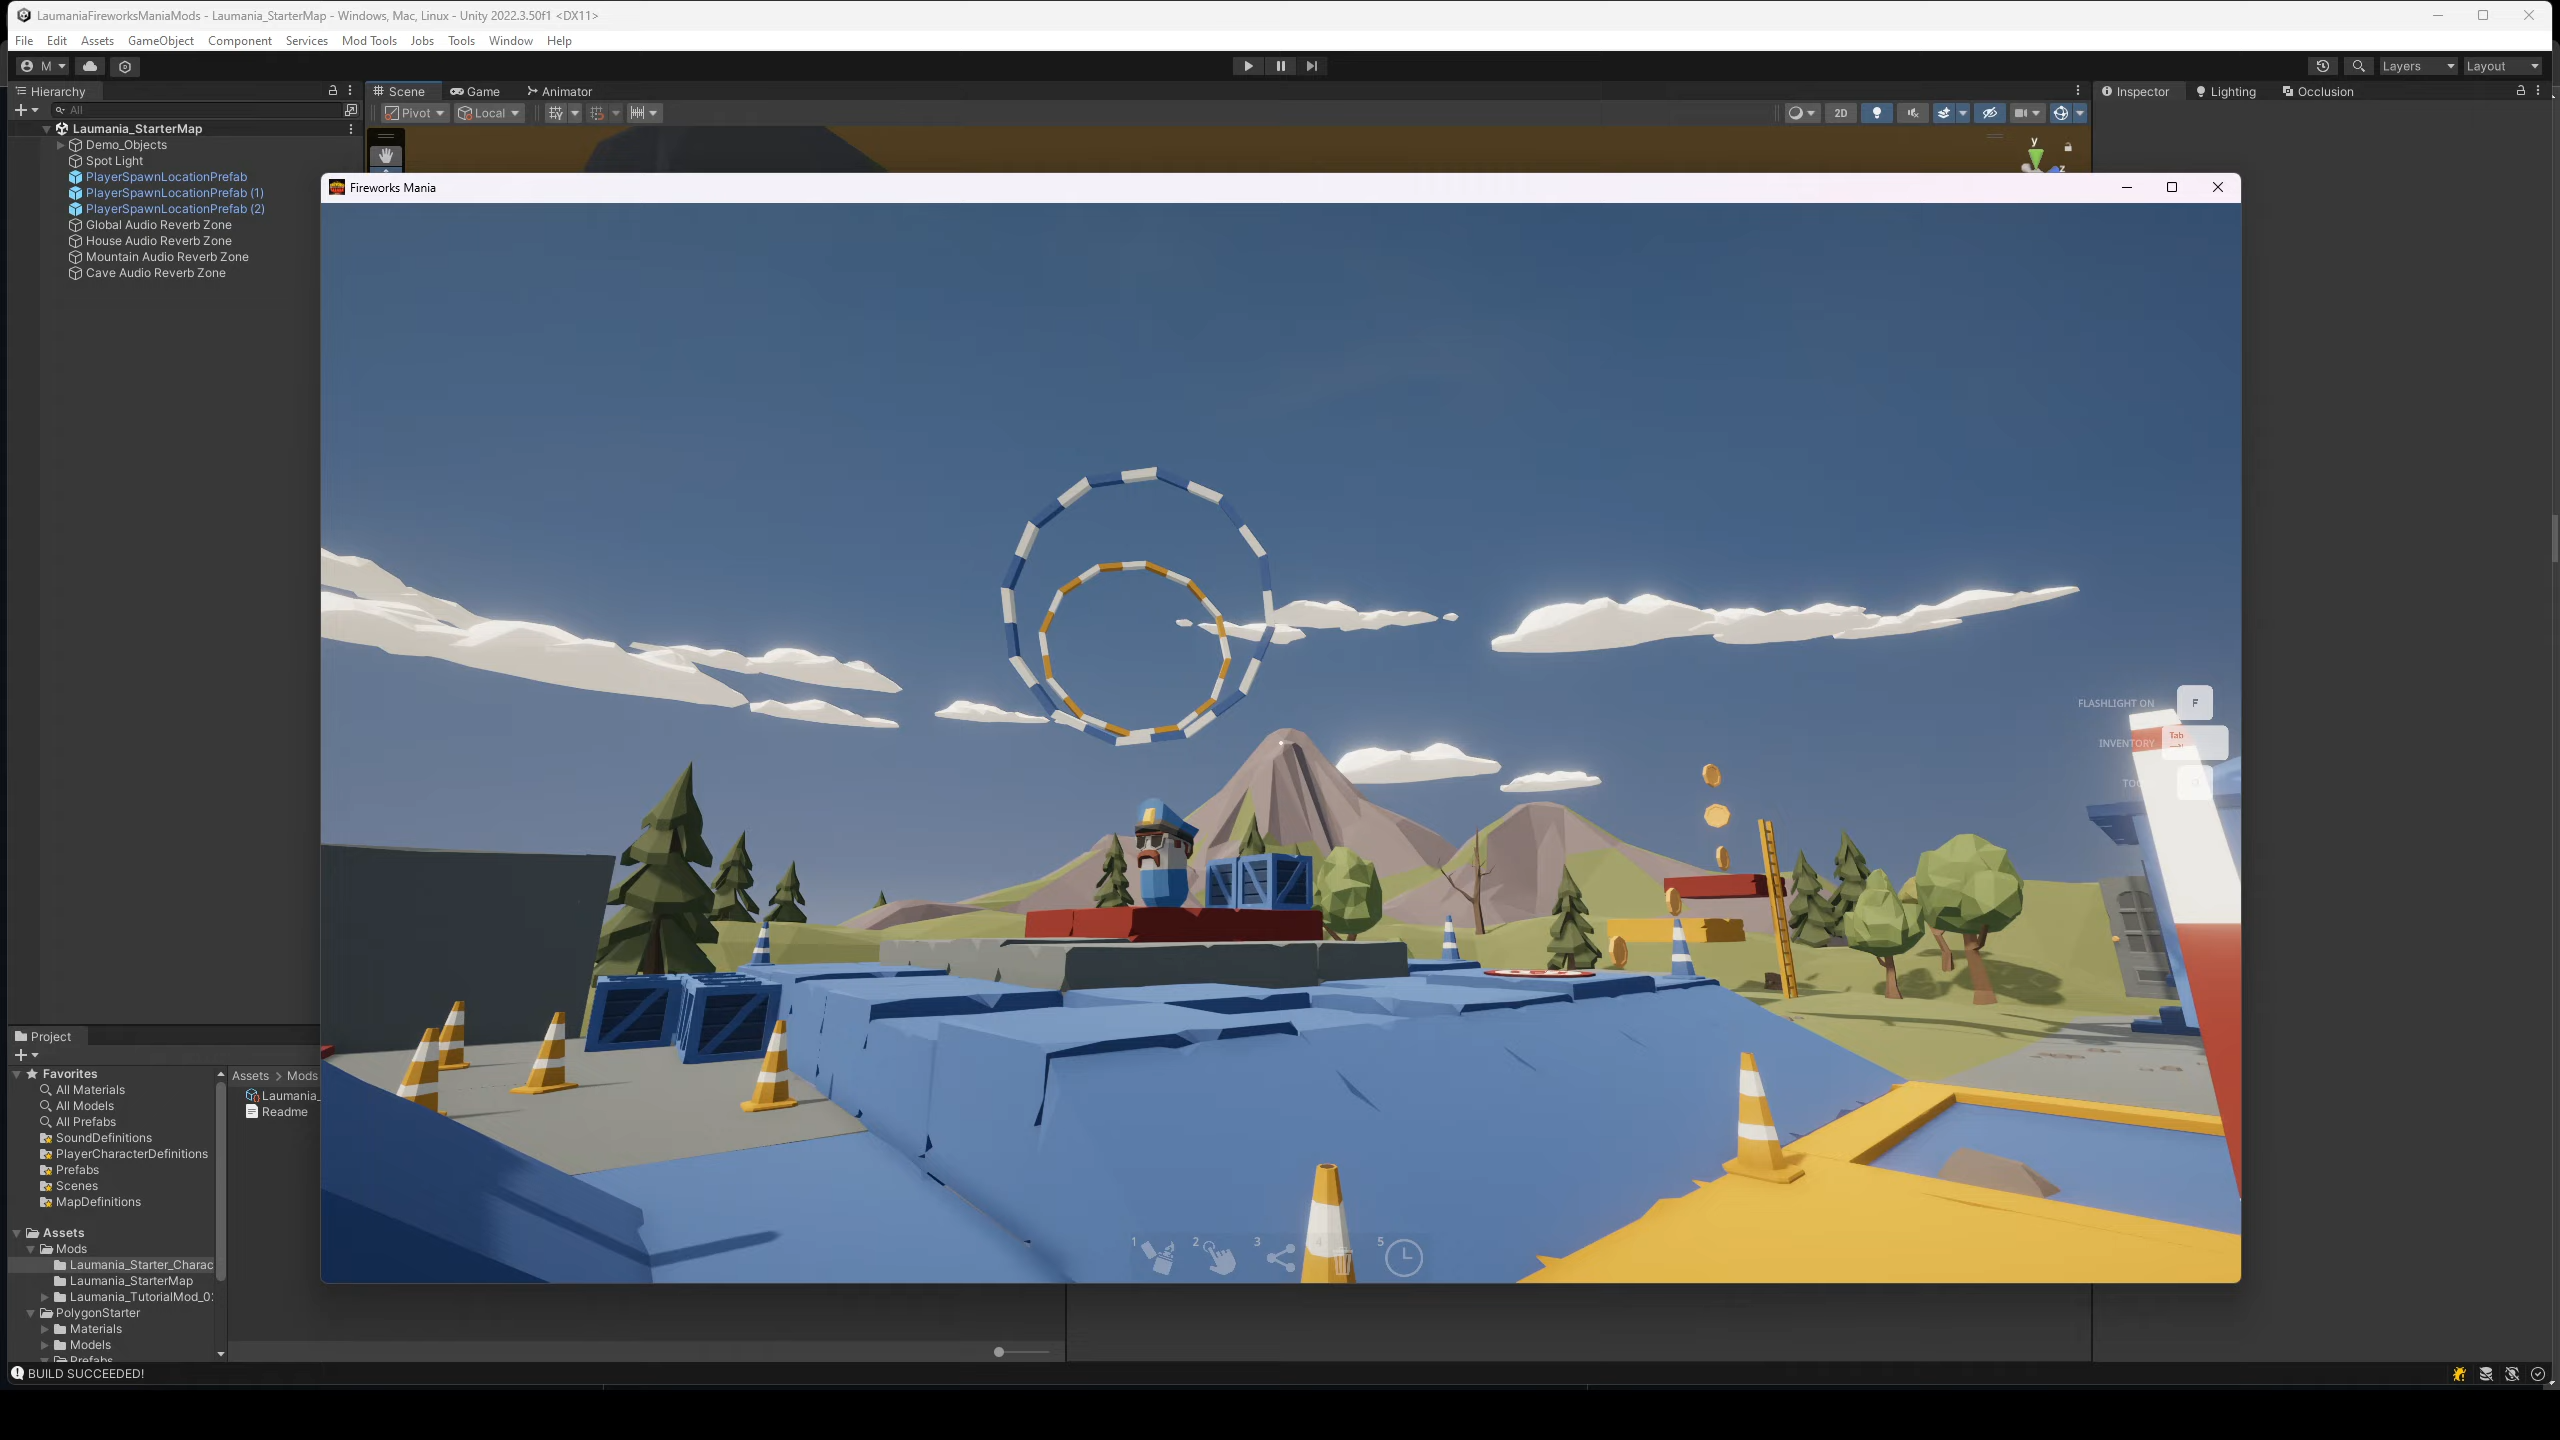 LaumaniaFireworksManiaMods - Laumania_StarterMap - Windows, Mac, Linux - Unity 2022.3.50f1 <DX11>
File Edit Assets GameObject Component Services Mod Tools Jobs Tools Window Help
M Layers Layout
Hierarchy Scene Game Animator Inspector Lighting Occlusion
All Pivot Local 2D
Laumania_StarterMap
Demo_Objects
Spot Light
PlayerSpawnLocationPrefab
PlayerSpawnLocationPrefab (1)
PlayerSpawnLocationPrefab (2)
Global Audio Reverb Zone
House Audio Reverb Zone
Mountain Audio Reverb Zone
Cave Audio Reverb Zone
y
z
Fireworks Mania
FLASHLIGHT ON F
INVENTORY Tab
1 2 3 4 5
Project
Favorites
All Materials
All Models
All Prefabs
SoundDefinitions
PlayerCharacterDefinitions
Prefabs
Scenes
MapDefinitions
Assets
Mods
Laumania_Starter_Charac
Laumania_StarterMap
Laumania_TutorialMod_0
PolygonStarter
Materials
Models
Prefabs
Assets > Mods
Laumania_
Readme
BUILD SUCCEEDED!